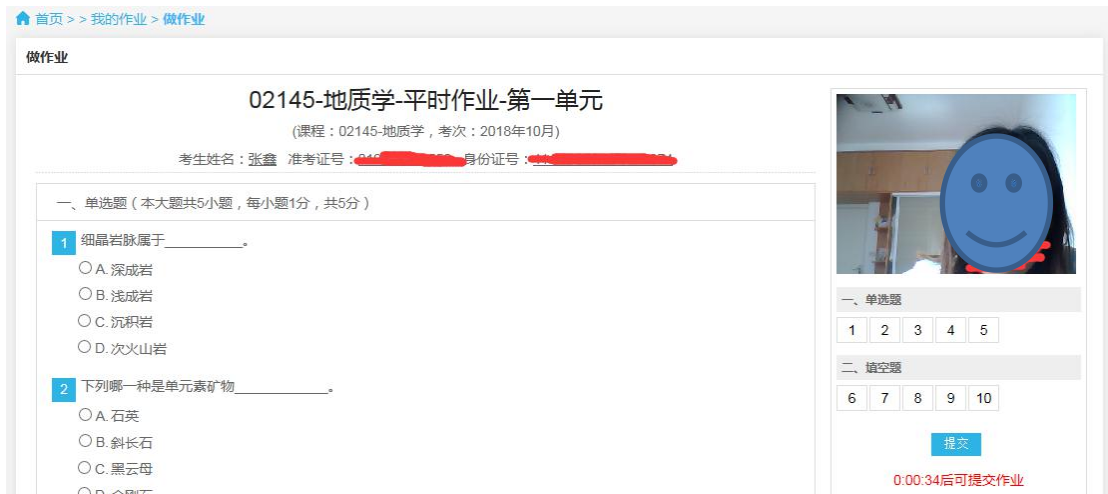 首页 > > 我的作业 > 做作业
做作业
02145-地质学-平时作业-第一单元
(课程：02145-地质学，考次：2018年10月)
考生姓名：张鑫 准考证号： 身份证号：
一、单选题（本大题共5小题，每小题1分，共5分）
1 细晶岩脉属于___________。
A. 深成岩
B. 浅成岩
C. 沉积岩
D. 次火山岩
2 下列哪一种是单元素矿物_____________。
A. 石英
B. 斜长石
C. 黑云母
一、单选题
1 2 3 4 5
二、填空题
6 7 8 9 10
提交
0:00:34后可提交作业